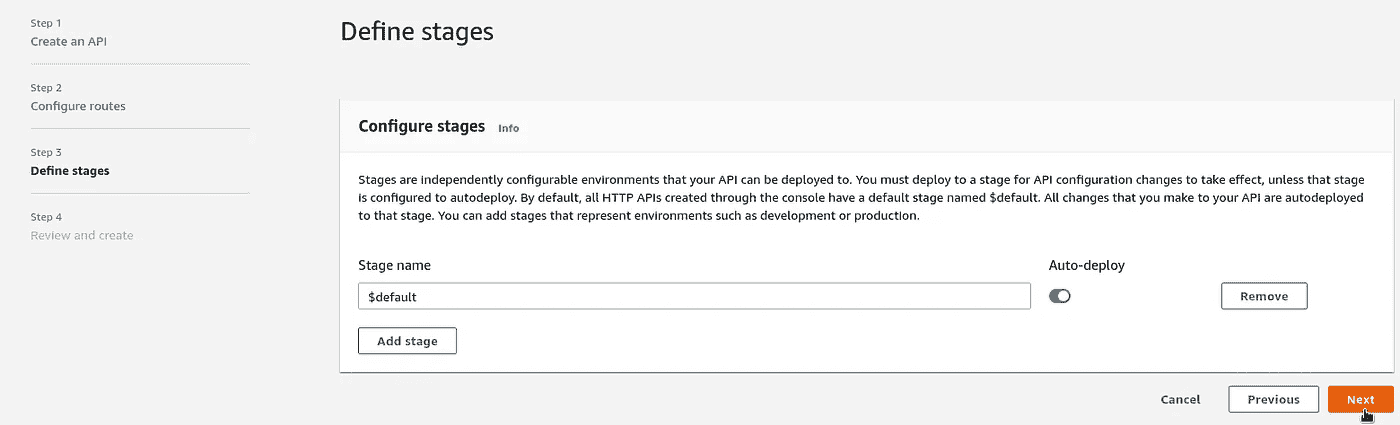 Step 1
Create an API
Step 2
Configure routes
Step 3
Define stages
Step 4
Review and create
Define stages
Configure stages Info
Stages are independently configurable environments that your API can be deployed to. You must deploy to a stage for API configuration changes to take effect, unless that stage
is configured to autodeploy. By default, all HTTP APIs created through the console have a default stage named $default. All changes that you make to your API are autodeployed
to that stage. You can add stages that represent environments such as development or production.
Stage name Auto-deploy
$default Remove
Add stage
Cancel Previous Next